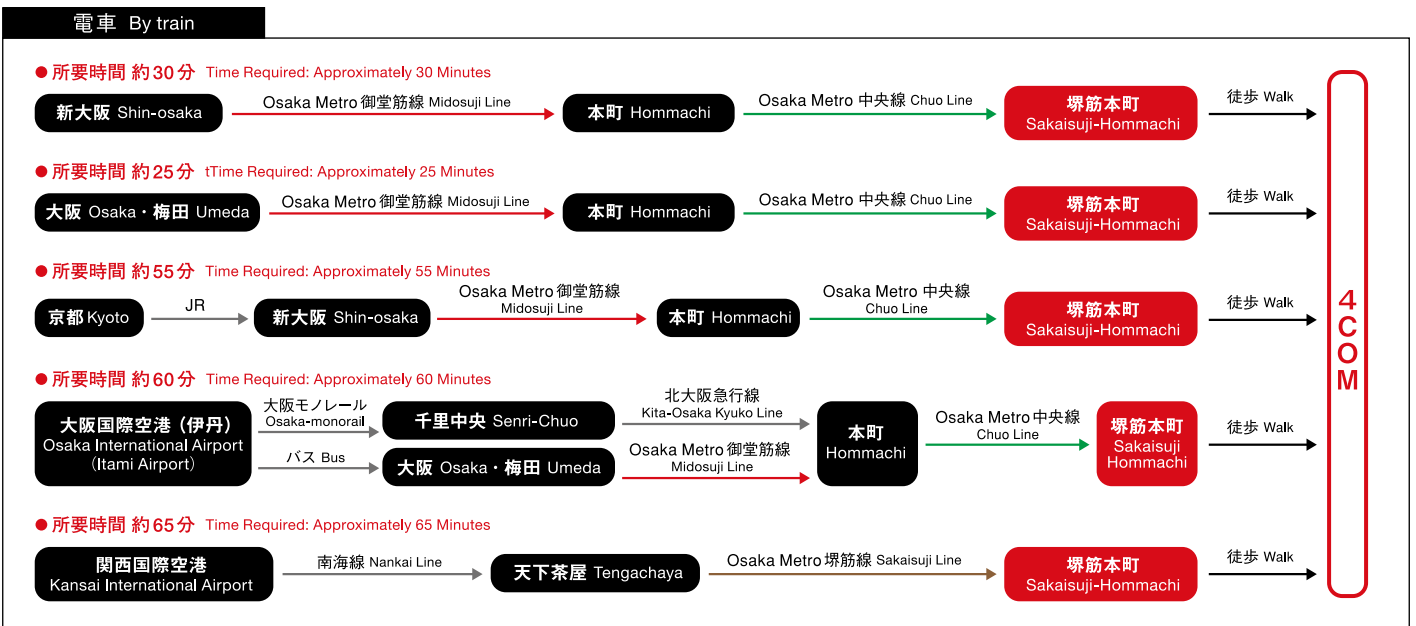 電車 By train
● 所要時間 約30分 Time Required: Approximately 30 Minutes
新大阪 Shin-osaka
Osaka Metro 御堂筋線 Midosuji Line
本町 Hommachi
Osaka Metro 中央線 Chuo Line
堺筋本町
Sakaisuji-Hommachi
徒歩 Walk
● 所要時間 約25分 tTime Required: Approximately 25 Minutes
大阪 Osaka・梅田 Umeda
Osaka Metro 御堂筋線 Midosuji Line
本町 Hommachi
Osaka Metro 中央線 Chuo Line
堺筋本町
Sakaisuji-Hommachi
徒歩 Walk
● 所要時間 約55分 Time Required: Approximately 55 Minutes
京都 Kyoto
JR
新大阪 Shin-osaka
Osaka Metro 御堂筋線
Midosuji Line
本町 Hommachi
Osaka Metro 中央線
Chuo Line
堺筋本町
Sakaisuji-Hommachi
徒歩 Walk
● 所要時間 約60分 Time Required: Approximately 60 Minutes
大阪国際空港（伊丹）
Osaka International Airport
（Itami Airport）
大阪モノレール
Osaka-monorail
千里中央 Senri-Chuo
北大阪急行線
Kita-Osaka Kyuko Line
バス Bus
大阪 Osaka・梅田 Umeda
Osaka Metro 御堂筋線
Midosuji Line
本町
Hommachi
Osaka Metro 中央線
Chuo Line
堺筋本町
Sakaisuji
Hommachi
徒歩 Walk
● 所要時間 約65分 Time Required: Approximately 65 Minutes
関西国際空港
Kansai International Airport
南海線 Nankai Line
天下茶屋 Tengachaya
Osaka Metro 堺筋線 Sakaisuji Line
堺筋本町
Sakaisuji-Hommachi
徒歩 Walk
4COM